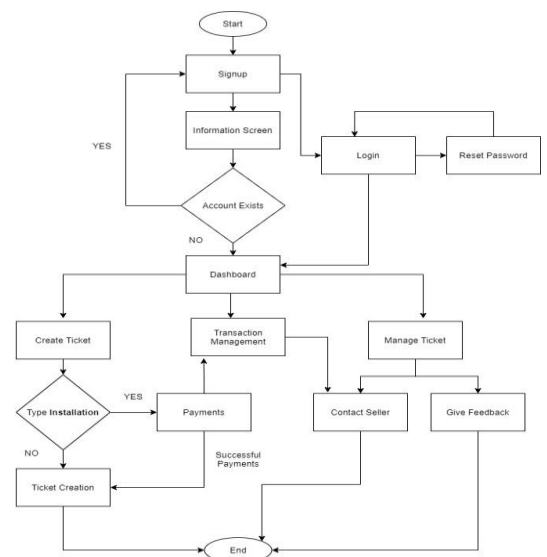 Start
Signup
Information Screen
YES
Login
Reset Password
Account Exists
NO
Dashboard
Create Ticket
Transaction
Management
Manage Ticket
Type Installation
YES
Payments
Contact Seller
Give Feedback
NO
Successful
Payments
Ticket Creation
End